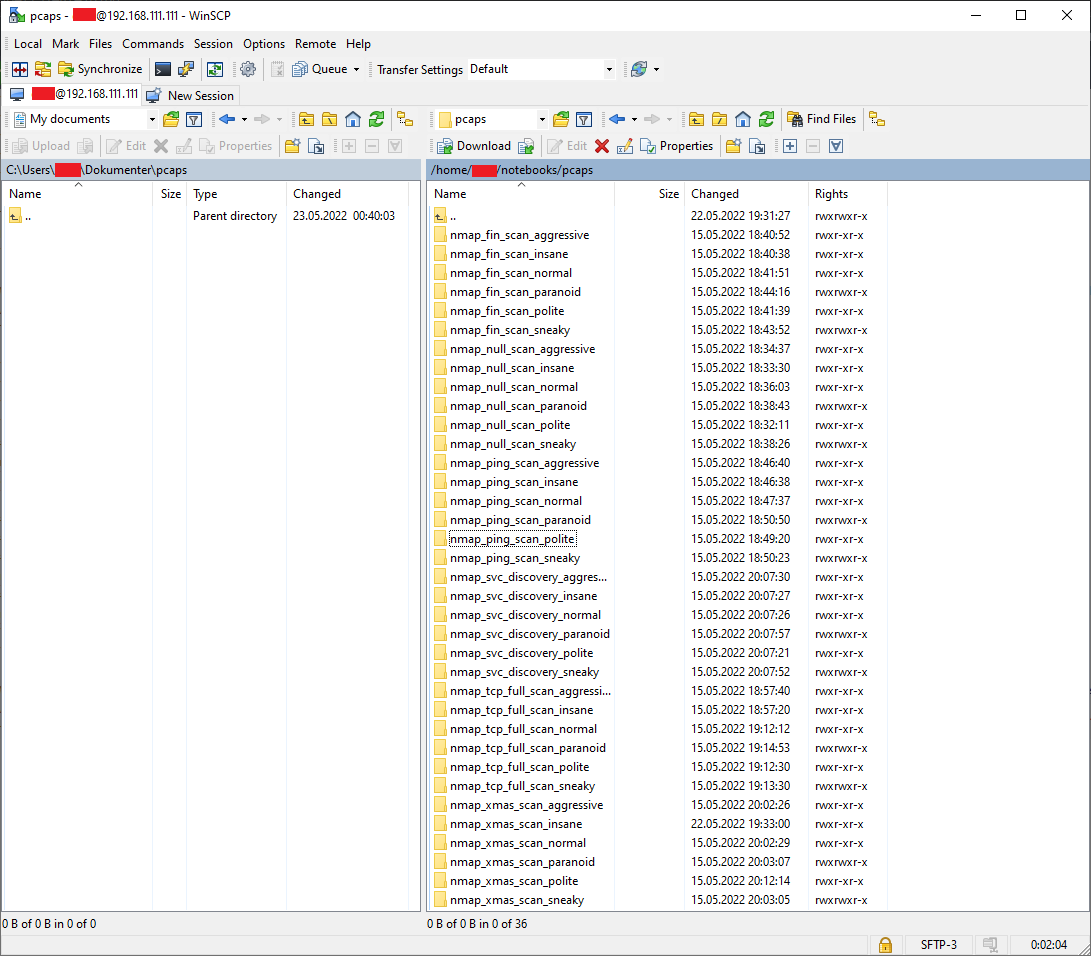 pcaps - @192.168.111.111 - WinSCP
Local Mark Files Commands Session Options Remote Help
Synchronize Queue Transfer Settings Default
@192.168.111.111 New Session
My documents pcaps Find Files
Upload Edit Properties Download Edit Properties
C:\Users\ \Dokumenter\pcaps /home/ /notebooks/pcaps
Name Size Type Changed Name Size Changed Rights
.. Parent directory 23.05.2022 00:40:03 .. 22.05.2022 19:31:27 rwxrwxr-x
nmap_fin_scan_aggressive 15.05.2022 18:40:52 rwxr-xr-x
nmap_fin_scan_insane 15.05.2022 18:40:38 rwxr-xr-x
nmap_fin_scan_normal 15.05.2022 18:41:51 rwxr-xr-x
nmap_fin_scan_paranoid 15.05.2022 18:44:16 rwxrwxr-x
nmap_fin_scan_polite 15.05.2022 18:41:39 rwxr-xr-x
nmap_fin_scan_sneaky 15.05.2022 18:43:52 rwxrwxr-x
nmap_null_scan_aggressive 15.05.2022 18:34:37 rwxr-xr-x
nmap_null_scan_insane 15.05.2022 18:33:30 rwxr-xr-x
nmap_null_scan_normal 15.05.2022 18:36:03 rwxr-xr-x
nmap_null_scan_paranoid 15.05.2022 18:38:43 rwxrwxr-x
nmap_null_scan_polite 15.05.2022 18:32:11 rwxr-xr-x
nmap_null_scan_sneaky 15.05.2022 18:38:26 rwxrwxr-x
nmap_ping_scan_aggressive 15.05.2022 18:46:40 rwxr-xr-x
nmap_ping_scan_insane 15.05.2022 18:46:38 rwxr-xr-x
nmap_ping_scan_normal 15.05.2022 18:47:37 rwxr-xr-x
nmap_ping_scan_paranoid 15.05.2022 18:50:50 rwxrwxr-x
nmap_ping_scan_polite 15.05.2022 18:49:20 rwxr-xr-x
nmap_ping_scan_sneaky 15.05.2022 18:50:23 rwxrwxr-x
nmap_svc_discovery_aggres... 15.05.2022 20:07:30 rwxr-xr-x
nmap_svc_discovery_insane 15.05.2022 20:07:27 rwxr-xr-x
nmap_svc_discovery_normal 15.05.2022 20:07:26 rwxr-xr-x
nmap_svc_discovery_paranoid 15.05.2022 20:07:57 rwxrwxr-x
nmap_svc_discovery_polite 15.05.2022 20:07:21 rwxr-xr-x
nmap_svc_discovery_sneaky 15.05.2022 20:07:52 rwxrwxr-x
nmap_tcp_full_scan_aggressi... 15.05.2022 18:57:40 rwxr-xr-x
nmap_tcp_full_scan_insane 15.05.2022 18:57:20 rwxr-xr-x
nmap_tcp_full_scan_normal 15.05.2022 19:12:12 rwxr-xr-x
nmap_tcp_full_scan_paranoid 15.05.2022 19:14:53 rwxrwxr-x
nmap_tcp_full_scan_polite 15.05.2022 19:12:30 rwxr-xr-x
nmap_tcp_full_scan_sneaky 15.05.2022 19:13:30 rwxrwxr-x
nmap_xmas_scan_aggressive 15.05.2022 20:02:26 rwxr-xr-x
nmap_xmas_scan_insane 22.05.2022 19:33:00 rwxr-xr-x
nmap_xmas_scan_normal 15.05.2022 20:02:29 rwxr-xr-x
nmap_xmas_scan_paranoid 15.05.2022 20:03:07 rwxrwxr-x
nmap_xmas_scan_polite 15.05.2022 20:12:14 rwxr-xr-x
nmap_xmas_scan_sneaky 15.05.2022 20:03:05 rwxrwxr-x
0 B of 0 B in 0 of 0 0 B of 0 B in 0 of 36
SFTP-3 0:02:04